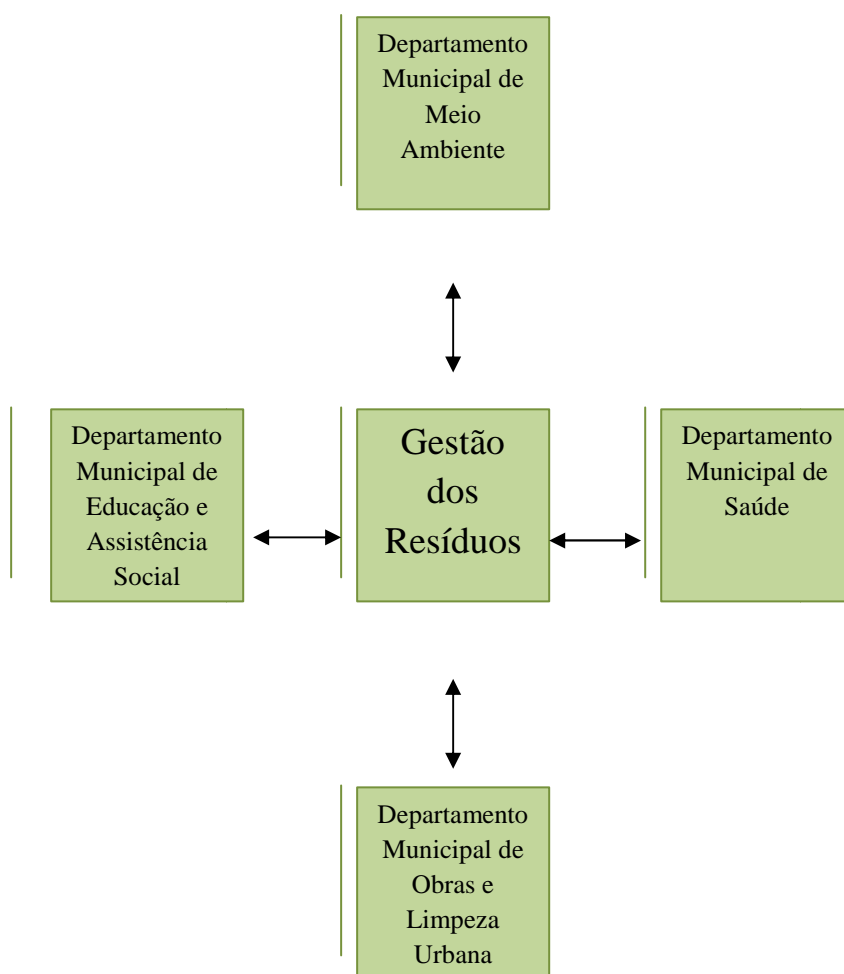 Departamento
Municipal de
Meio
Ambiente
Departamento
Municipal de
Educação e
Assistência
Social
Gestão
dos
Resíduos
Departamento
Municipal de
Saúde
Departamento
Municipal de
Obras e
Limpeza
Urbana